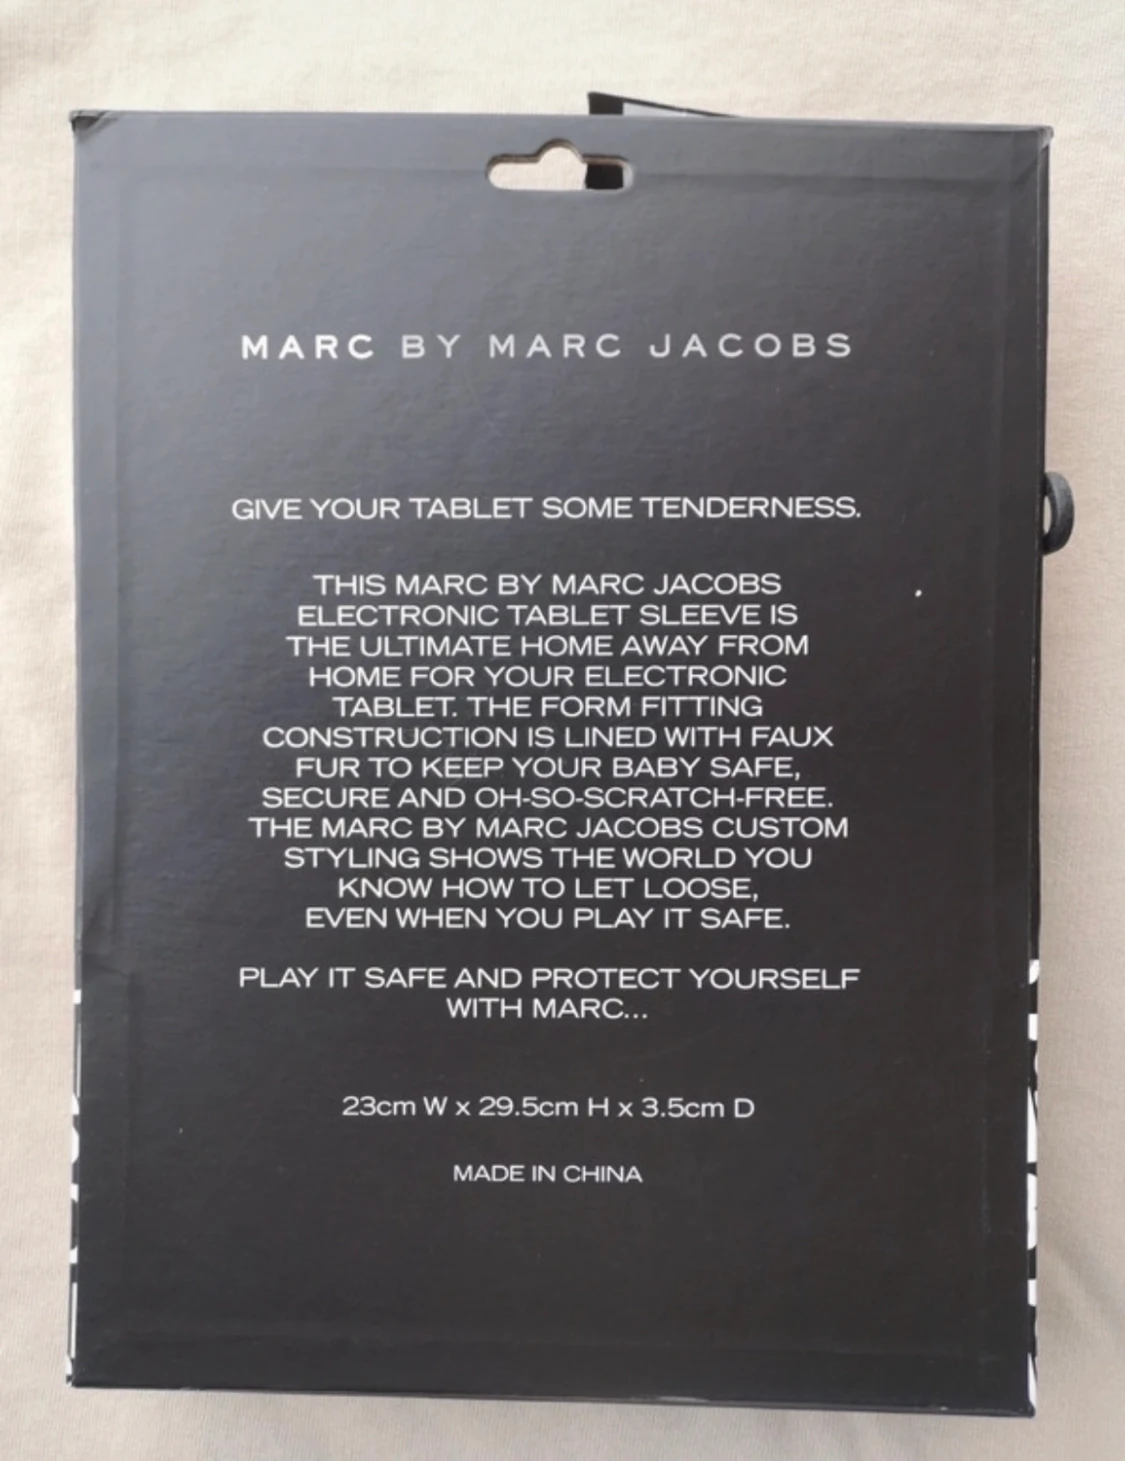 MARC BY MARC JACOBS
GIVE YOUR TABLET SOME TENDERNESS.
THIS MARC BY MARC JACOBS
ELECTRONIC TABLET SLEEVE IS
THE ULTIMATE HOME AWAY FROM
HOME FOR YOUR ELECTRONIC
TABLET. THE FORM FITTING
CONSTRUCTION IS LINED WITH FAUX
FUR TO KEEP YOUR BABY SAFE,
SECURE AND OH-SO-SCRATCH-FREE.
THE MARC BY MARC JACOBS CUSTOM
STYLING SHOWS THE WORLD YOU
KNOW HOW TO LET LOOSE,
EVEN WHEN YOU PLAY IT SAFE.
PLAY IT SAFE AND PROTECT YOURSELF
WITH MARC...
23cm W x 29.5cm H x 3.5cm D
MADE IN CHINA